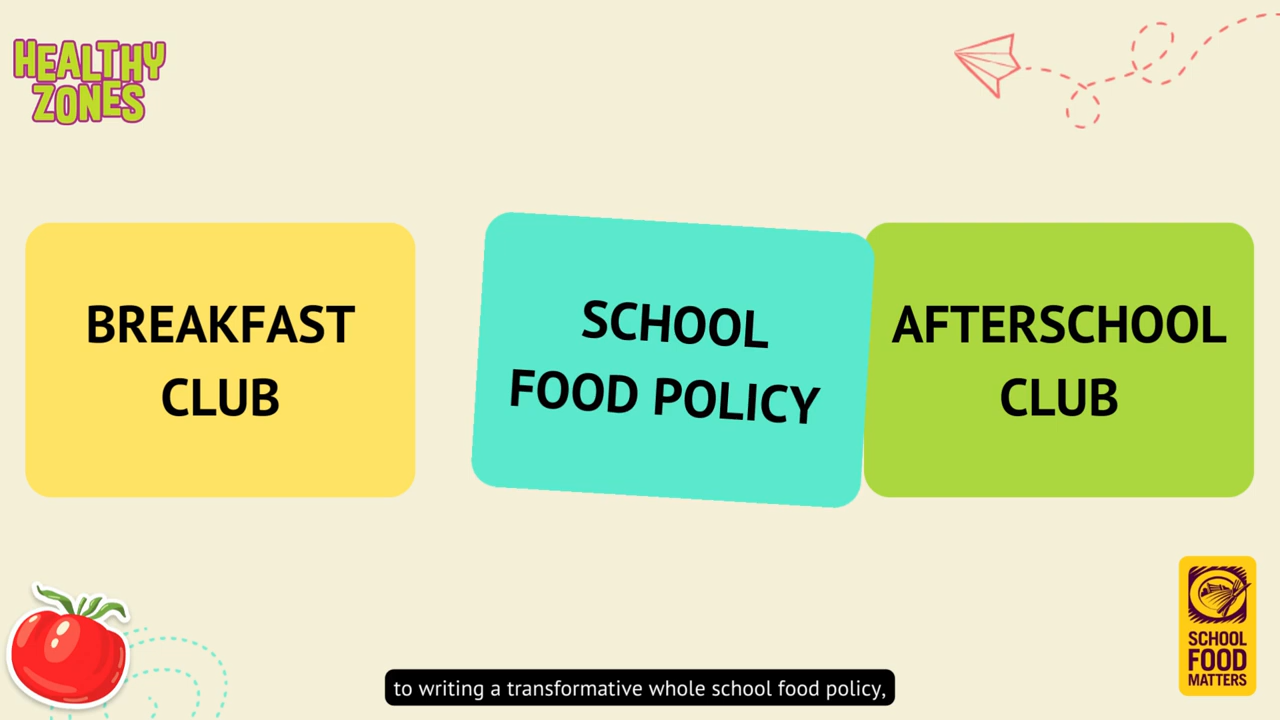 HEALTHY
ZONES
BREAKFAST
CLUB
SCHOOL
FOOD POLICY
AFTERSCHOOL
CLUB
SCHOOL
FOOD
MATTERS
to writing a transformative whole school food policy,